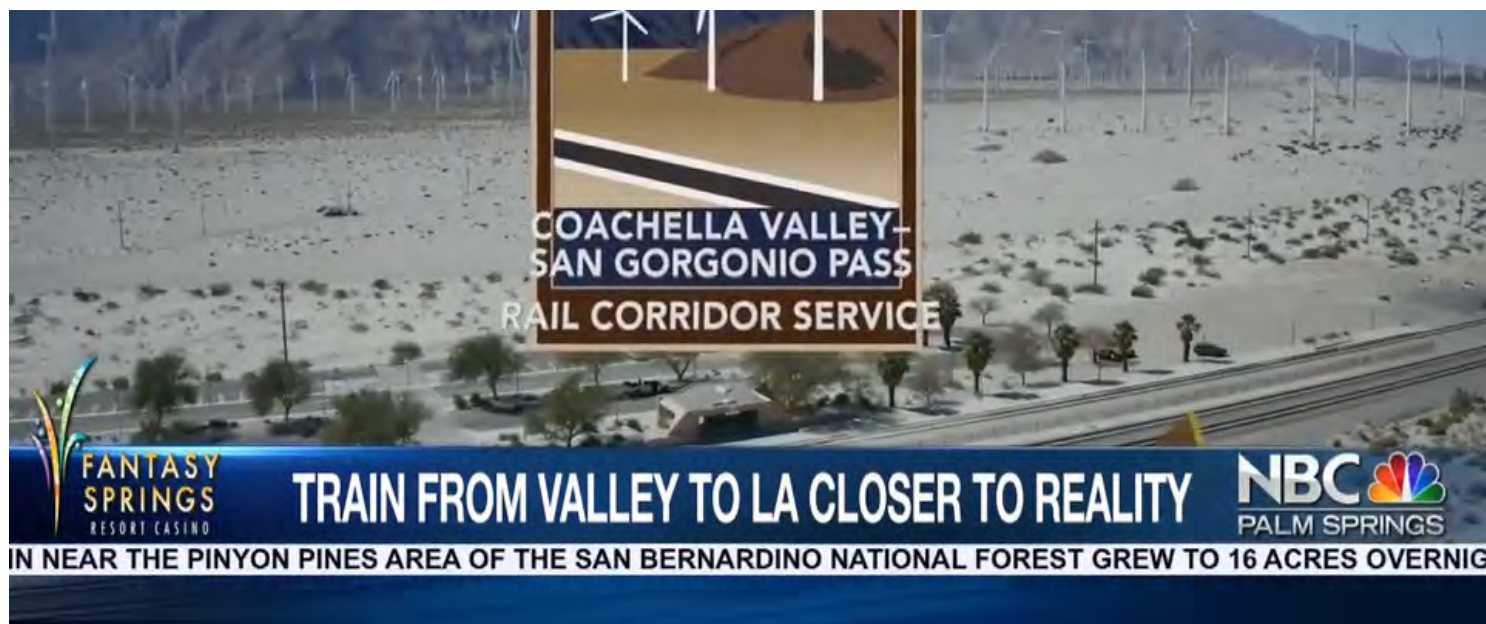 COACHELLA VALLEY–
SAN GORGONIO PASS
RAIL CORRIDOR SERVICE
FANTASY
SPRINGS
RESORT CASINO
TRAIN FROM VALLEY TO LA CLOSER TO REALITY
NBC
PALM SPRINGS
IN NEAR THE PINYON PINES AREA OF THE SAN BERNARDINO NATIONAL FOREST GREW TO 16 ACRES OVERNIG